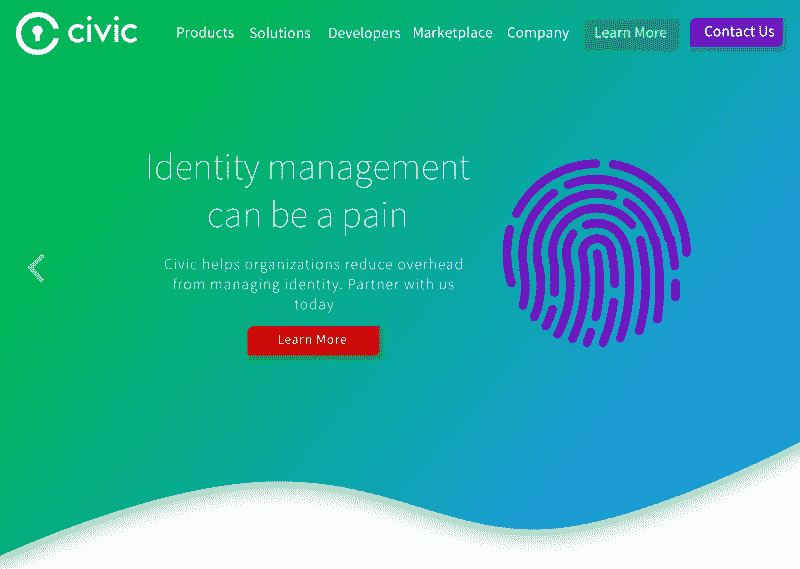 civic
Products Solutions Developers Marketplace Company Learn More Contact Us
Identity management
can be a pain
Civic helps organizations reduce overhead
from managing identity. Partner with us
today
Learn More